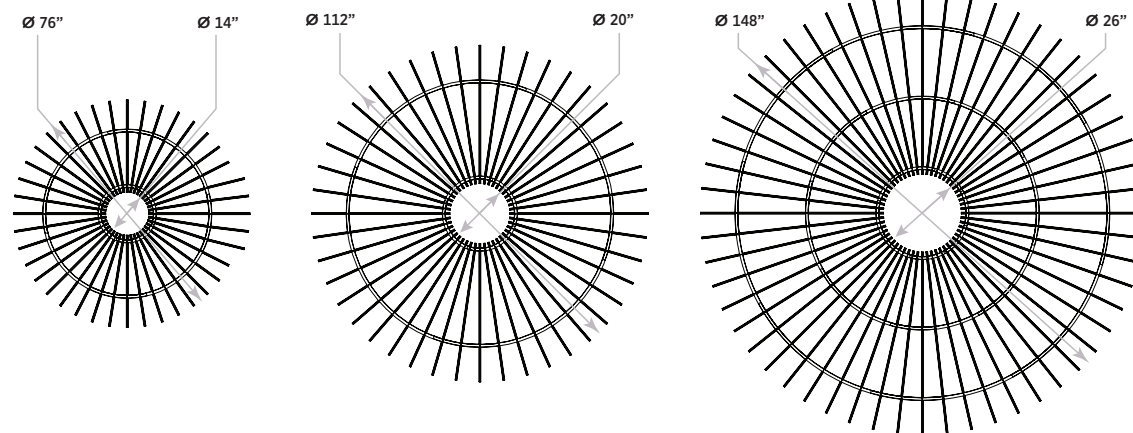 Ø 76”
Ø 14”
Ø 112”
Ø 20”
Ø 148”
Ø 26”